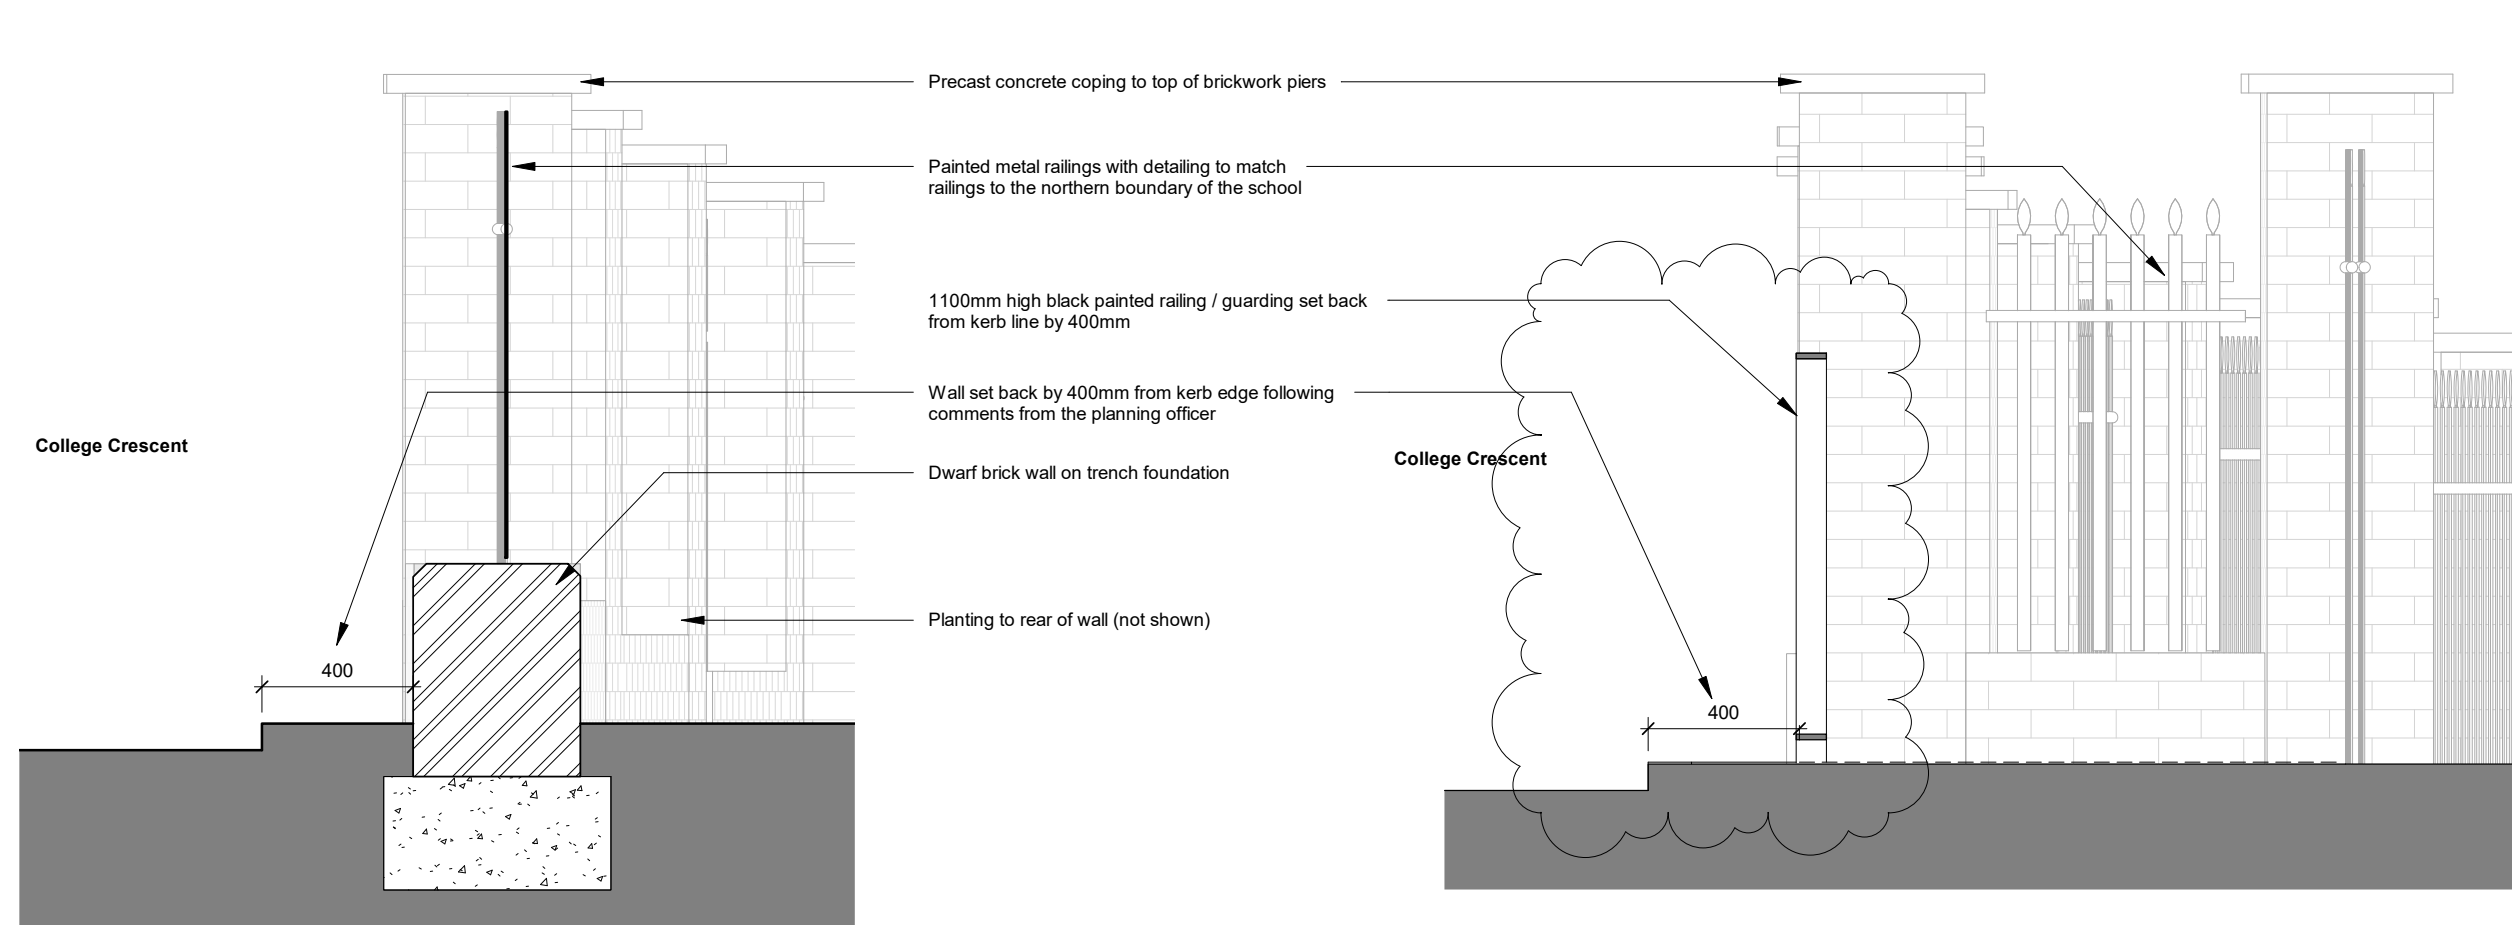 Precast concrete coping to top of brickwork piers
Painted metal railings with detailing to match
railings to the northern boundary of the school
1100mm high black painted railing / guarding set back
from kerb line by 400mm
Wall set back by 400mm from kerb edge following
comments from the planning officer
College Crescent
College Crescent
Dwarf brick wall on trench foundation
Planting to rear of wall (not shown)
400
400